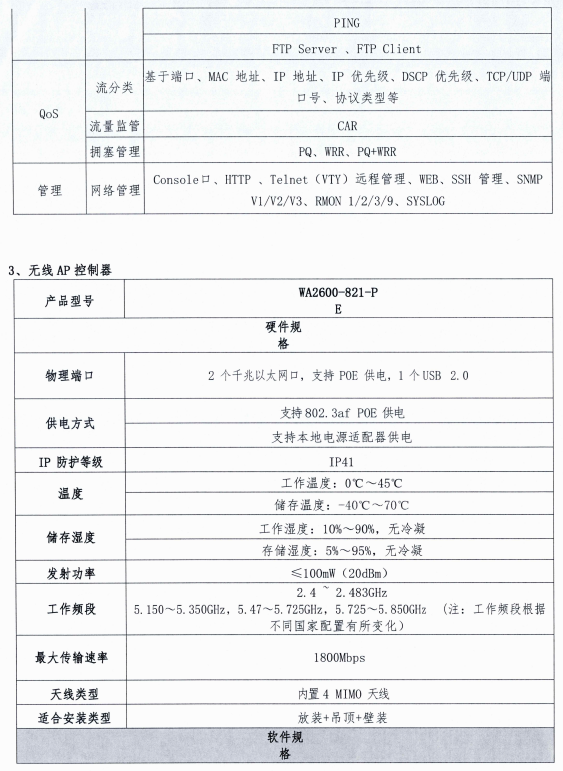 PING
FTP Server 、FTP Client
QoS
流分类
基于端口、MAC 地址、IP 地址、IP 优先级、DSCP 优先级、TCP/UDP 端
口号、协议类型等
流量监管
CAR
拥塞管理
PQ、WRR、PQ+WRR
管理
网络管理
Console口、HTTP 、Telnet（VTY）远程管理、WEB、SSH 管理、SNMP
V1/V2/V3、RMON 1/2/3/9、SYSLOG
3、无线 AP 控制器
产品型号
WA2600-821-P
E
硬件规
格
物理端口
2 个千兆以太网口，支持 POE 供电，1 个USB 2.0
供电方式
支持802.3af POE 供电
支持本地电源适配器供电
IP 防护等级
IP41
温度
工作温度：0℃～45℃
储存温度：-40℃～70℃
储存湿度
工作湿度：10%～90%，无冷凝
存储湿度：5%～95%，无冷凝
发射功率
≤100mW（20dBm）
工作频段
2.4 ~ 2.483GHz
5.150～5.350GHz，5.47～5.725GHz，5.725～5.850GHz （注：工作频段根据
不同国家配置有所变化）
最大传输速率
1800Mbps
天线类型
内置4 MIMO 天线
适合安装类型
放装+吊顶+壁装
软件规
格